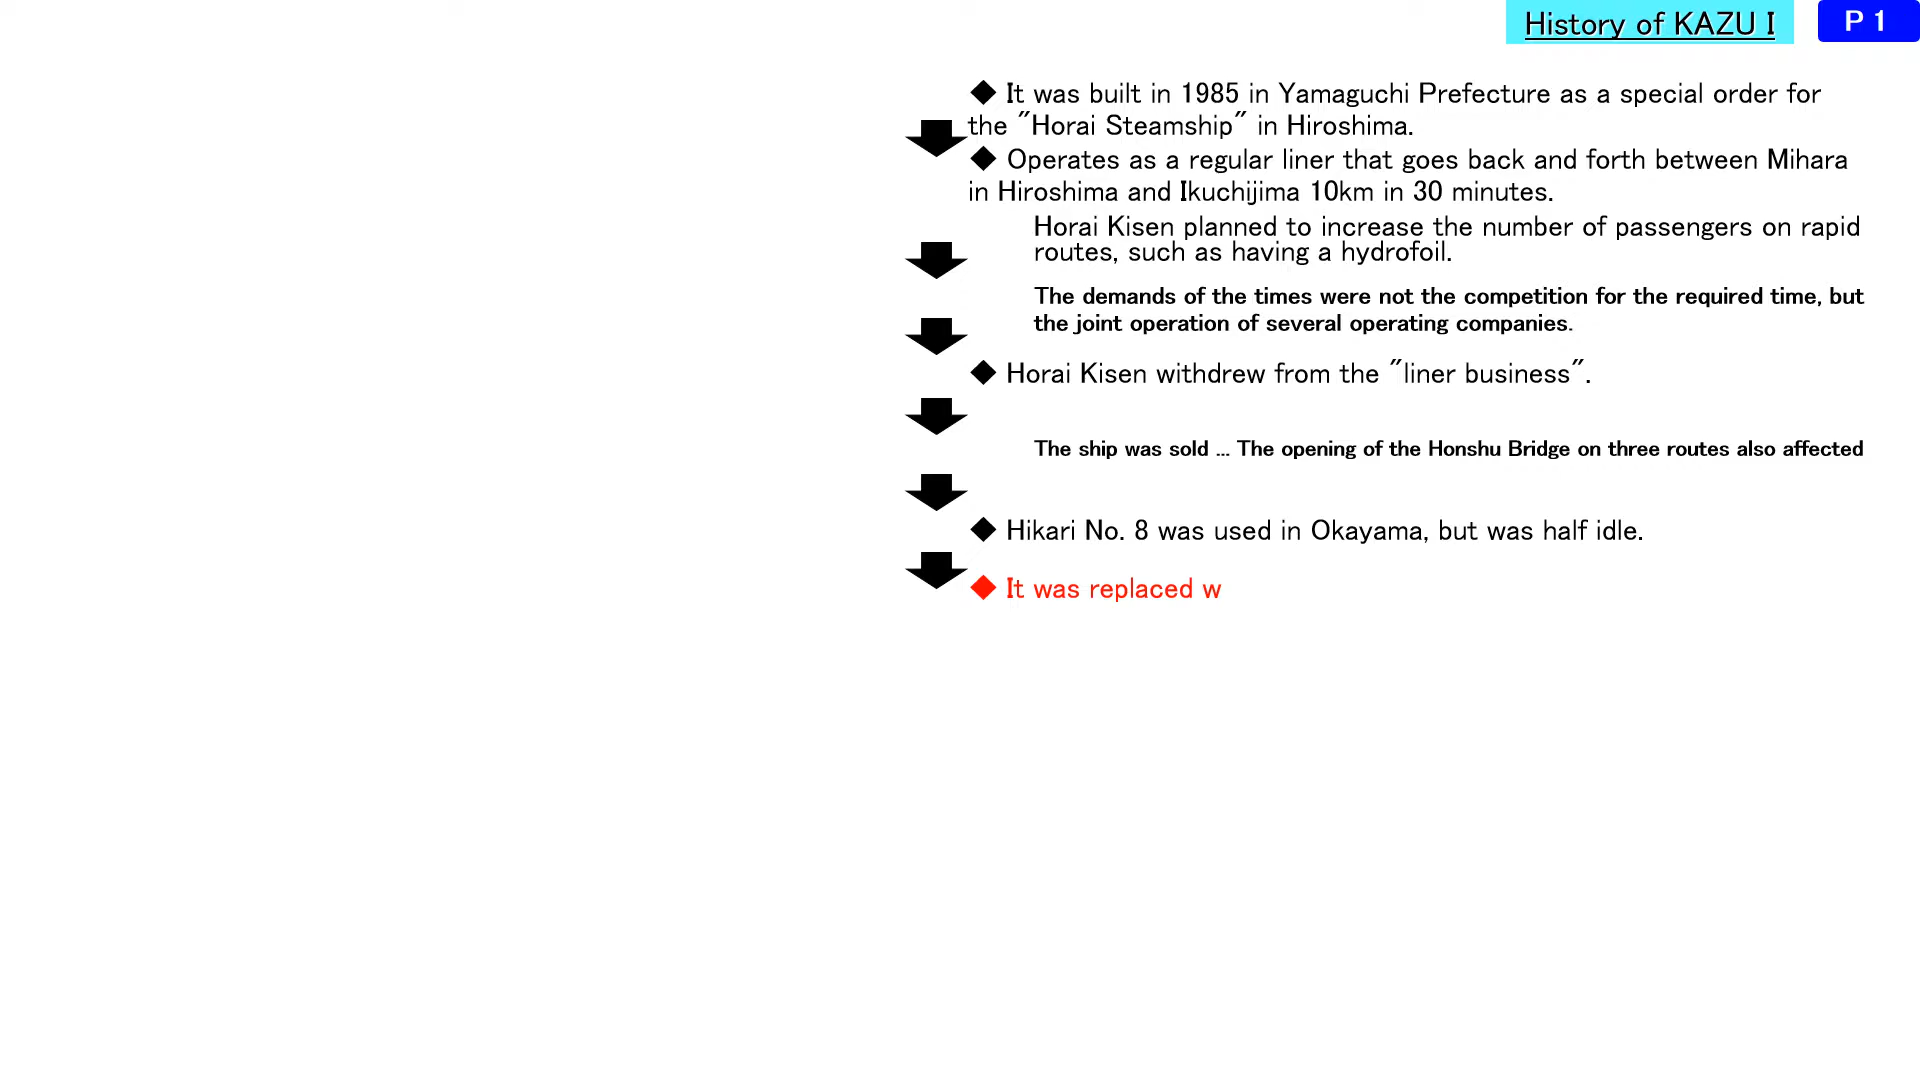 History of KAZU I
P 1
◆ It was built in 1985 in Yamaguchi Prefecture as a special order for
the "Horai Steamship" in Hiroshima.
◆ Operates as a regular liner that goes back and forth between Mihara
in Hiroshima and Ikuchijima 10km in 30 minutes.
Horai Kisen planned to increase the number of passengers on rapid
routes, such as having a hydrofoil.
The demands of the times were not the competition for the required time, but
the joint operation of several operating companies.
◆ Horai Kisen withdrew from the "liner business".
The ship was sold ... The opening of the Honshu Bridge on three routes also affected
◆ Hikari No. 8 was used in Okayama, but was half idle.
◆ It was replaced w